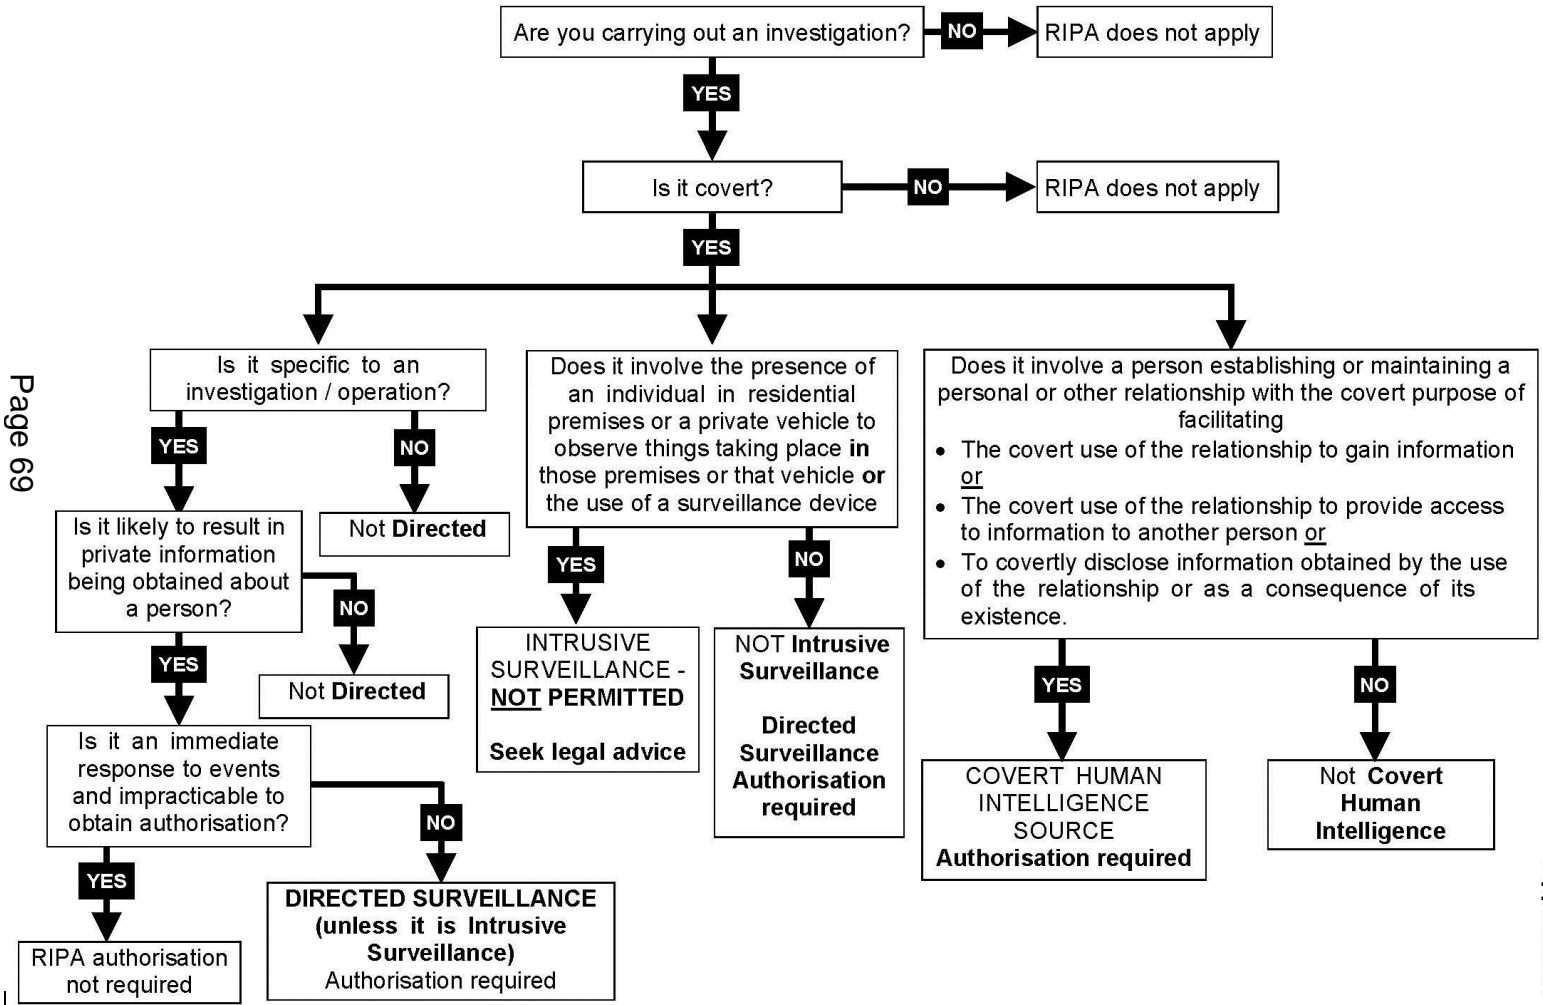 Are you carrying out an investigation?
NO
RIPA does not apply
YES
Is it covert?
NO
RIPA does not apply
YES
Is it specific to an
investigation / operation?
YES
NO
Not Directed
Is it likely to result in
private information
being obtained about
a person?
NO
Not Directed
YES
Is it an immediate
response to events
and impracticable to
obtain authorisation?
NO
YES
RIPA authorisation
not required
DIRECTED SURVEILLANCE
(unless it is Intrusive
Surveillance)
Authorisation required
Does it involve the presence of
an individual in residential
premises or a private vehicle to
observe things taking place in
those premises or that vehicle or
the use of a surveillance device
YES
NO
INTRUSIVE
SURVEILLANCE -
NOT PERMITTED
Seek legal advice
NOT Intrusive
Surveillance
Directed
Surveillance
Authorisation
required
Does it involve a person establishing or maintaining a
personal or other relationship with the covert purpose of
facilitating
• The covert use of the relationship to gain information
or
• The covert use of the relationship to provide access
to information to another person or
• To covertly disclose information obtained by the use
of the relationship or as a consequence of its
existence.
YES
NO
COVERT HUMAN
INTELLIGENCE
SOURCE
Authorisation required
Not Covert
Human
Intelligence
Page 69